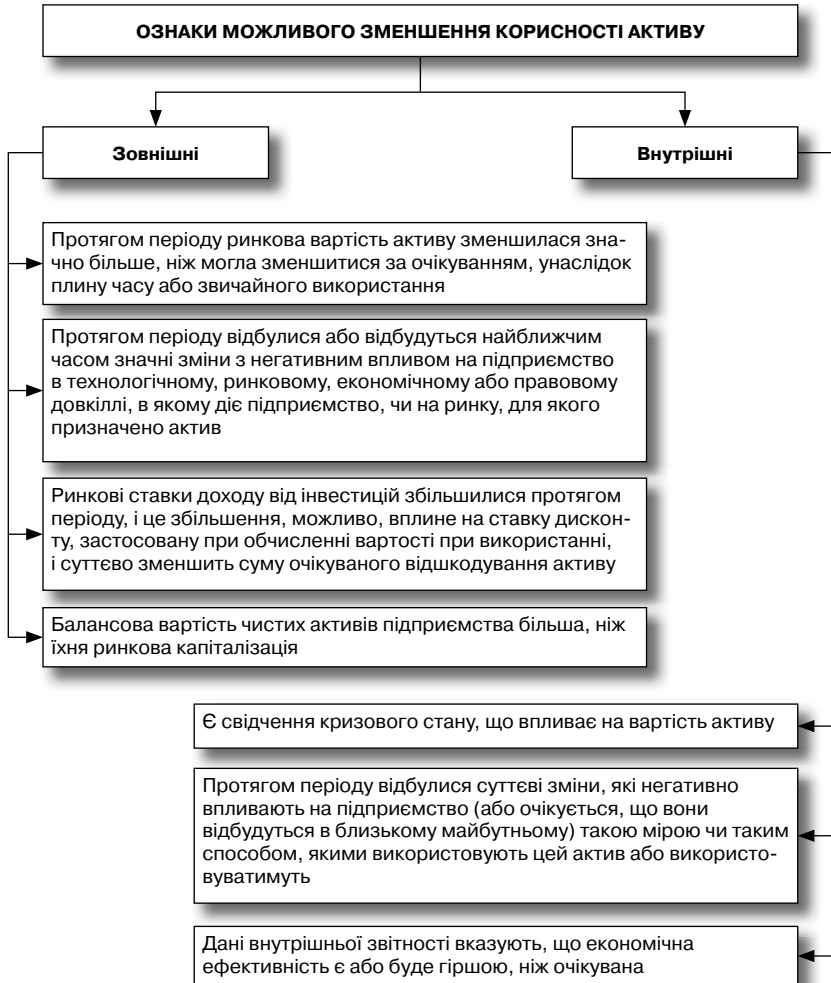 ОЗНАКИ МОЖЛИВОГО ЗМЕНШЕННЯ КОРИСНОСТІ АКТИВУ
Зовнішні
Внутрішні
Протягом періоду ринкова вартість активу зменшилася зна-
чно більше, ніж могла зменшитися за очікуванням, унаслідок
плину часу або звичайного використання
Протягом періоду відбулися або відбудуться найближчим
часом значні зміни з негативним впливом на підприємство
в технологічному, ринковому, економічному або правовому
довкіллі, в якому діє підприємство, чи на ринку, для якого
призначено актив
Ринкові ставки доходу від інвестицій збільшилися протягом
періоду, і це збільшення, можливо, вплине на ставку дискон-
ту, застосовану при обчисленні вартості при використанні,
і суттєво зменшить суму очікуваного відшкодування активу
Балансова вартість чистих активів підприємства більша, ніж
їхня ринкова капіталізація
Є свідчення кризового стану, що впливає на вартість активу
Протягом періоду відбулися суттєві зміни, які негативно
впливають на підприємство (або очікується, що вони
відбудуться в близькому майбутньому) такою мірою чи таким
способом, якими використовують цей актив або використо-
вуватимуть
Дані внутрішньої звітності вказують, що економічна
ефективність є або буде гіршою, ніж очікувана